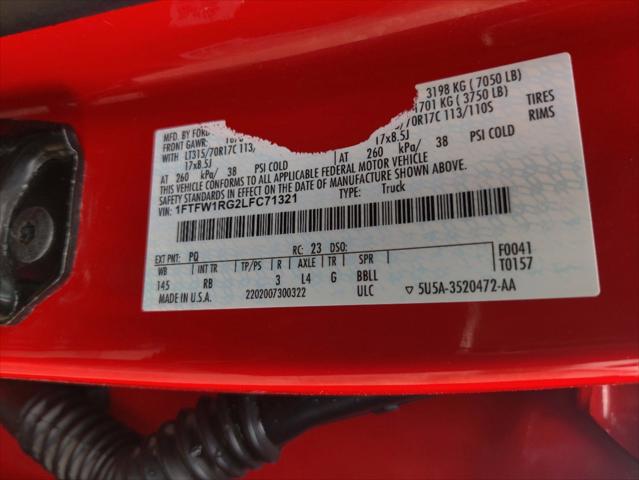 3198 KG ( 7050 LB)
MFD. BY FORD
1701 KG ( 3750 LB)
FRONT GAWR:
WITH
LT315/70R17C 113
/70R17C 113/110S
TIRES
17x8.5J
17x8.5J
RIMS
AT 260 kPa/ 38 PSI COLD
AT 260 kPa/ 38 PSI COLD
THIS VEHICLE CONFORMS TO ALL APPLICABLE FEDERAL MOTOR VEHICLE
SAFETY STANDARDS IN EFFECT ON THE DATE OF MANUFACTURE SHOWN ABOVE.
VIN: 1FTFW1RG2LFC71321
TYPE: Truck
EXT PNT: PQ RC: 23 DSO:
WB INT TR TP/PS R AXLE TR SPR
F0041
145 RB 3 L4 G BBLL
T0157
MADE IN U.S.A. 2202007300322 ULC
▽ 5U5A-3520472-AA